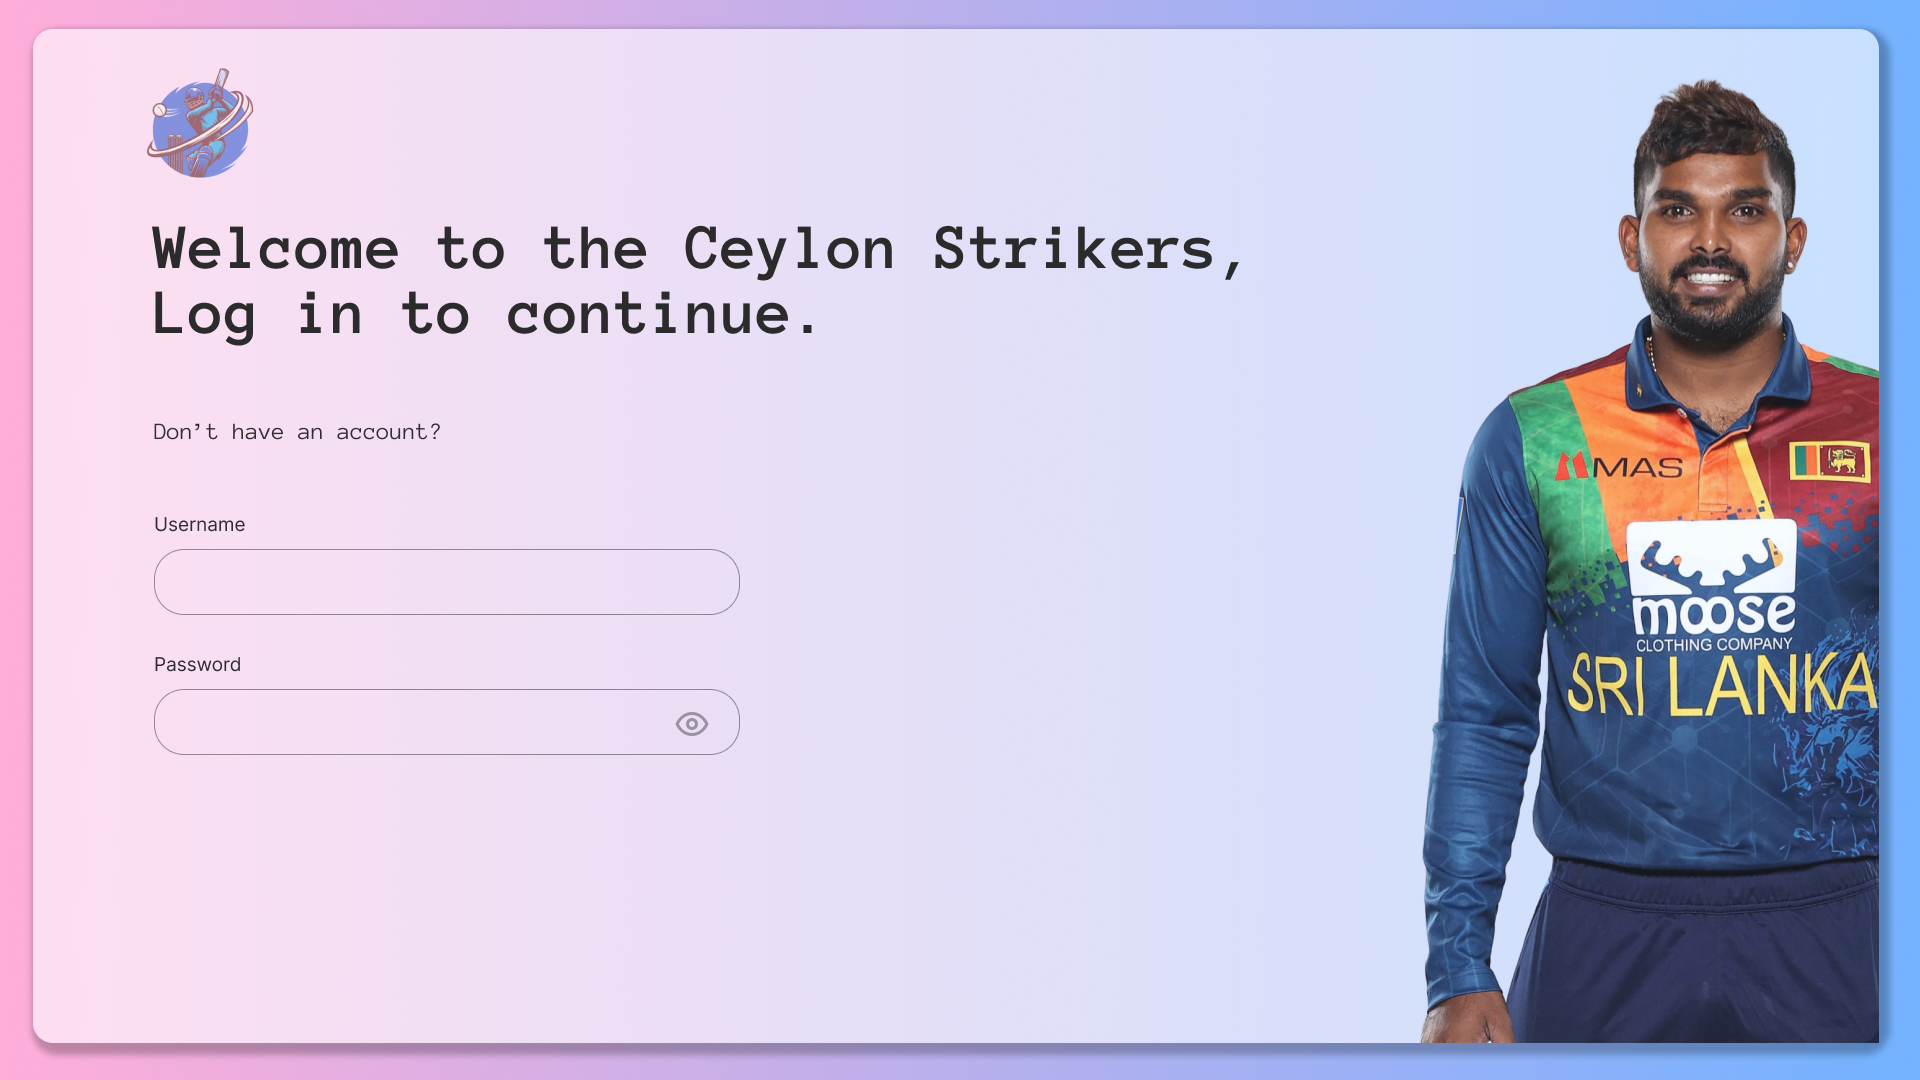 Welcome to the Ceylon Strikers,
Log in to continue.
Don't have an account?
Username
Password
MAS
moose
CLOTHING COMPANY
SRI LANKA